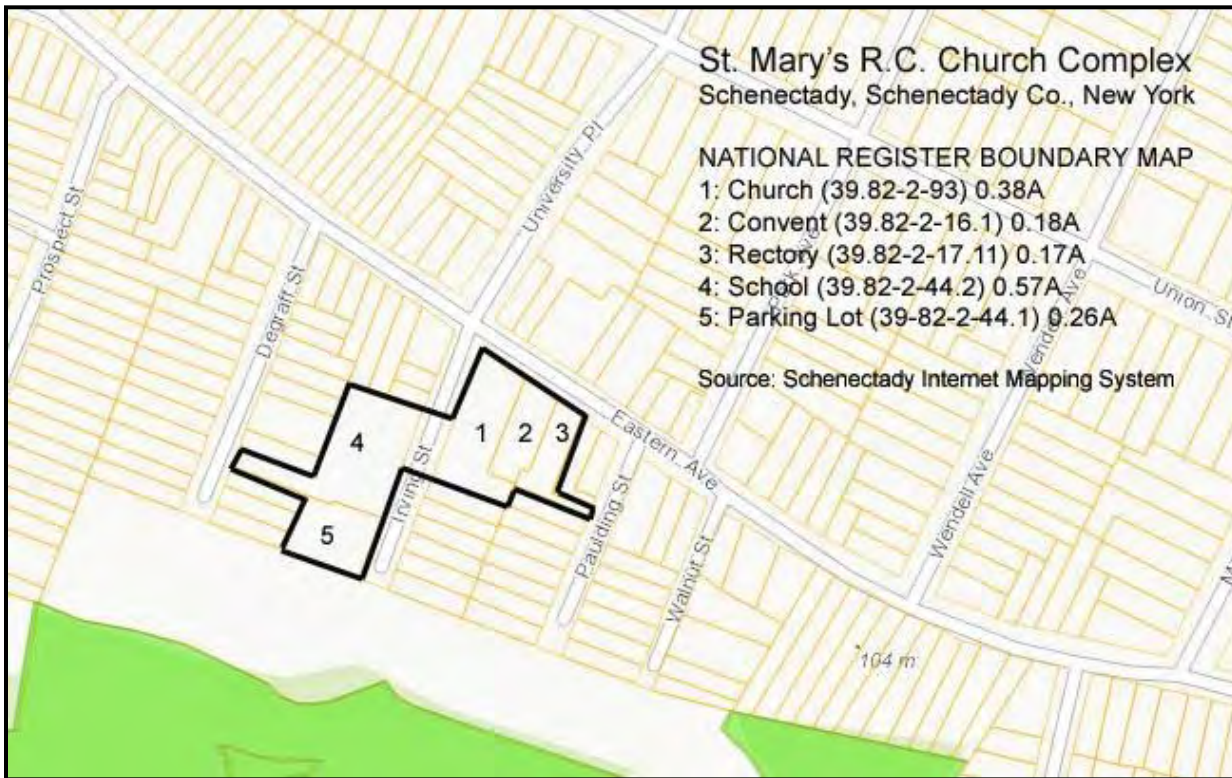 St. Mary's R.C. Church Complex
Schenectady, Schenectady Co., New York
NATIONAL REGISTER BOUNDARY MAP
1: Church (39.82-2-93) 0.38A
2: Convent (39.82-2-16.1) 0.18A
3: Rectory (39.82-2-17.11) 0.17A
4: School (39.82-2-44.2) 0.57A
5: Parking Lot (39-82-2-44.1) 0.26A
Source: Schenectady Internet Mapping System
University Pl
Prospect St
Degraft St
Union St
Wendell Ave
Eastern Ave
1
2
3
4
Irving St
5
Paulding St
Walnut St
Wendell Ave
104 m